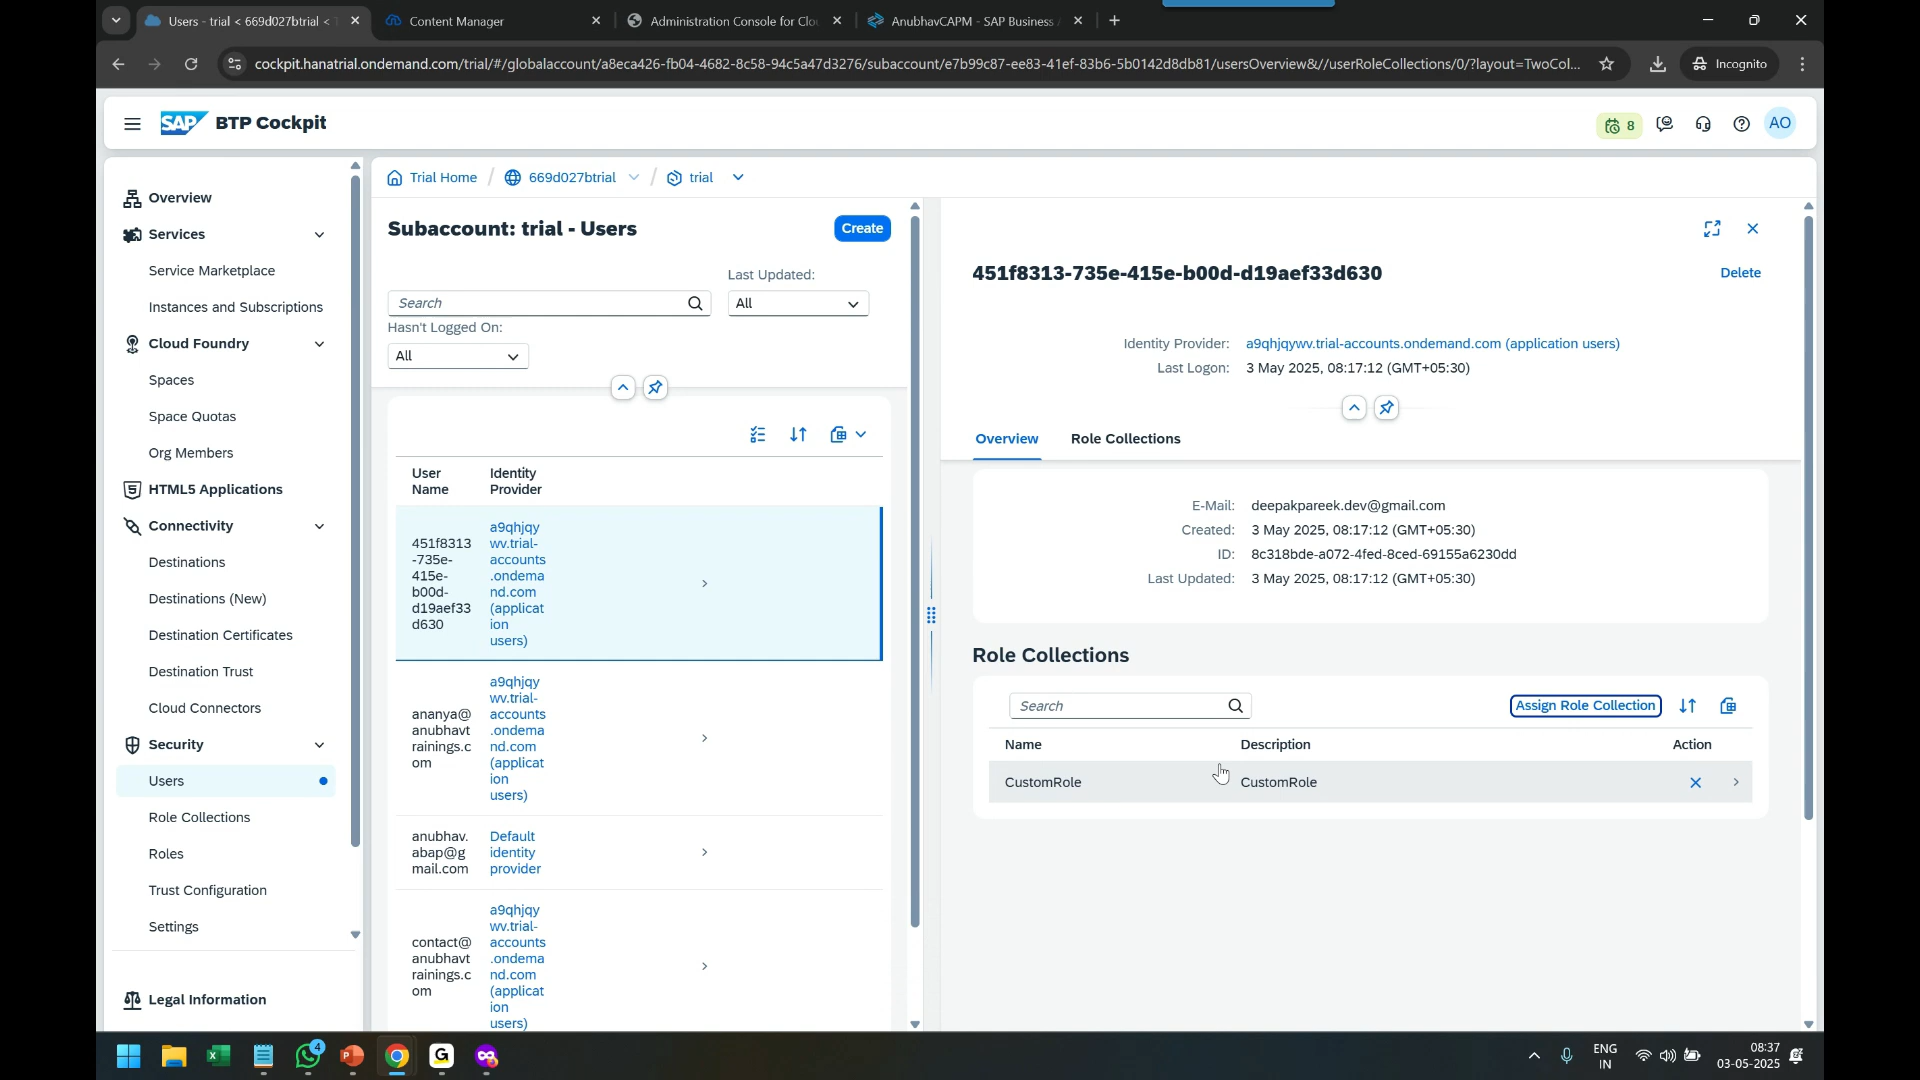 Users - trial < 669d027btrial <
Content Manager
Administration Console for Clo
AnubhavCAPM - SAP Business
cockpit.hanatrial.ondemand.com/trial/#/globalaccount/a8eca426-fb04-4682-8c58-94c5a47d3276/subaccount/e7b99c87-ee83-41ef-83b6-5b0142d8db81/usersOverview&//userRoleCollections/0/?layout=TwoCol...
Incognito
SAP BTP Cockpit
8
AO
Overview
Services
Service Marketplace
Instances and Subscriptions
Cloud Foundry
Spaces
Space Quotas
Org Members
HTML5 Applications
Connectivity
Destinations
Destinations (New)
Destination Certificates
Destination Trust
Cloud Connectors
Security
Users
Role Collections
Roles
Trust Configuration
Settings
Legal Information
Trial Home / 669d027btrial / trial
Subaccount: trial - Users
Create
Last Updated:
Search
All
Hasn't Logged On:
All
User
Name
Identity
Provider
451f8313
-735e-
415e-
b00d-
d19aef33
d630
a9qhjqy
wv.trial-
accounts
.ondema
nd.com
(applicat
ion
users)
ananya@
anubhavt
rainings.c
om
a9qhjqy
wv.trial-
accounts
.ondema
nd.com
(applicat
ion
users)
anubhav.
abap@g
mail.com
Default
identity
provider
contact@
anubhavt
rainings.c
om
a9qhjqy
wv.trial-
accounts
.ondema
nd.com
(applicat
ion
users)
451f8313-735e-415e-b00d-d19aef33d630
Delete
Identity Provider: a9qhjqywv.trial-accounts.ondemand.com (application users)
Last Logon: 3 May 2025, 08:17:12 (GMT+05:30)
Overview
Role Collections
E-Mail: deepakpareek.dev@gmail.com
Created: 3 May 2025, 08:17:12 (GMT+05:30)
ID: 8c318bde-a072-4fed-8ced-69155a6230dd
Last Updated: 3 May 2025, 08:17:12 (GMT+05:30)
Role Collections
Search
Assign Role Collection
Name Description Action
CustomRole CustomRole
4
ENG
IN
08:37
03-05-2025